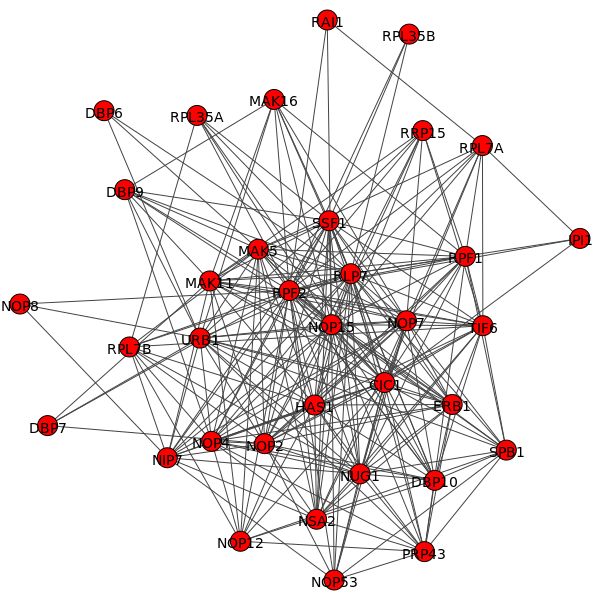 RAI1
RPL35B
MAK16
DBP6
RPL35A
RRP15
RPL7A
DBP9
SSF1
IPI1
MAK5
RPF1
RLP7
MAK11
RPF2
NOP8
NOP15
NOP7
TIF6
URB1
RPL7B
CIC1
HAS1
ERB1
DBP7
NOP4
NOP2
SPB1
NIP7
NUG1
DBP10
NSA2
NOP12
PRP43
NOP53